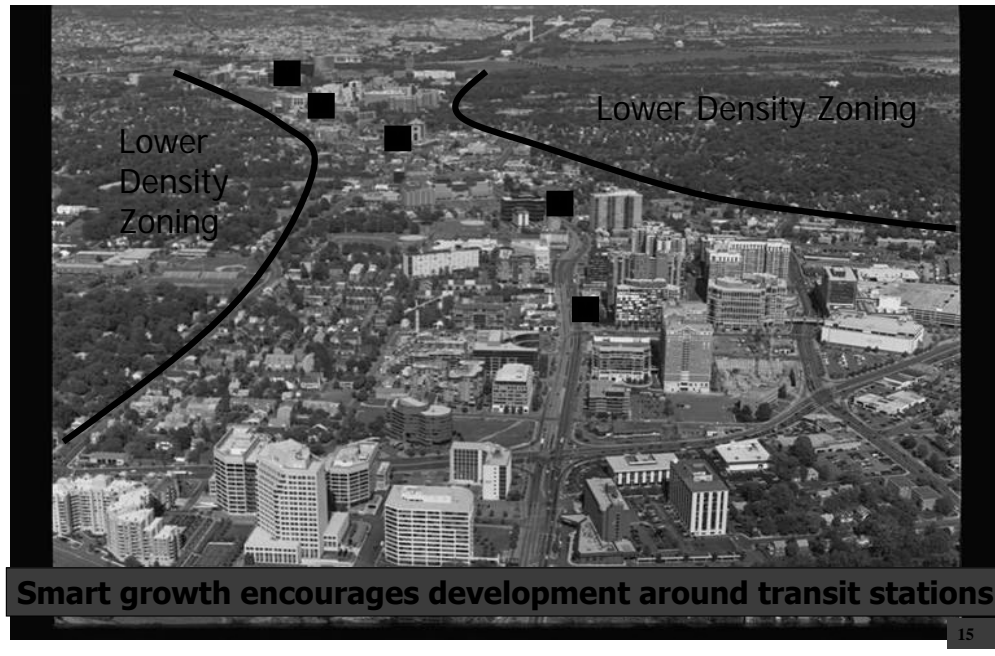 Lower Density Zoning
Lower
Density
Zoning
Smart growth encourages development around transit stations
15